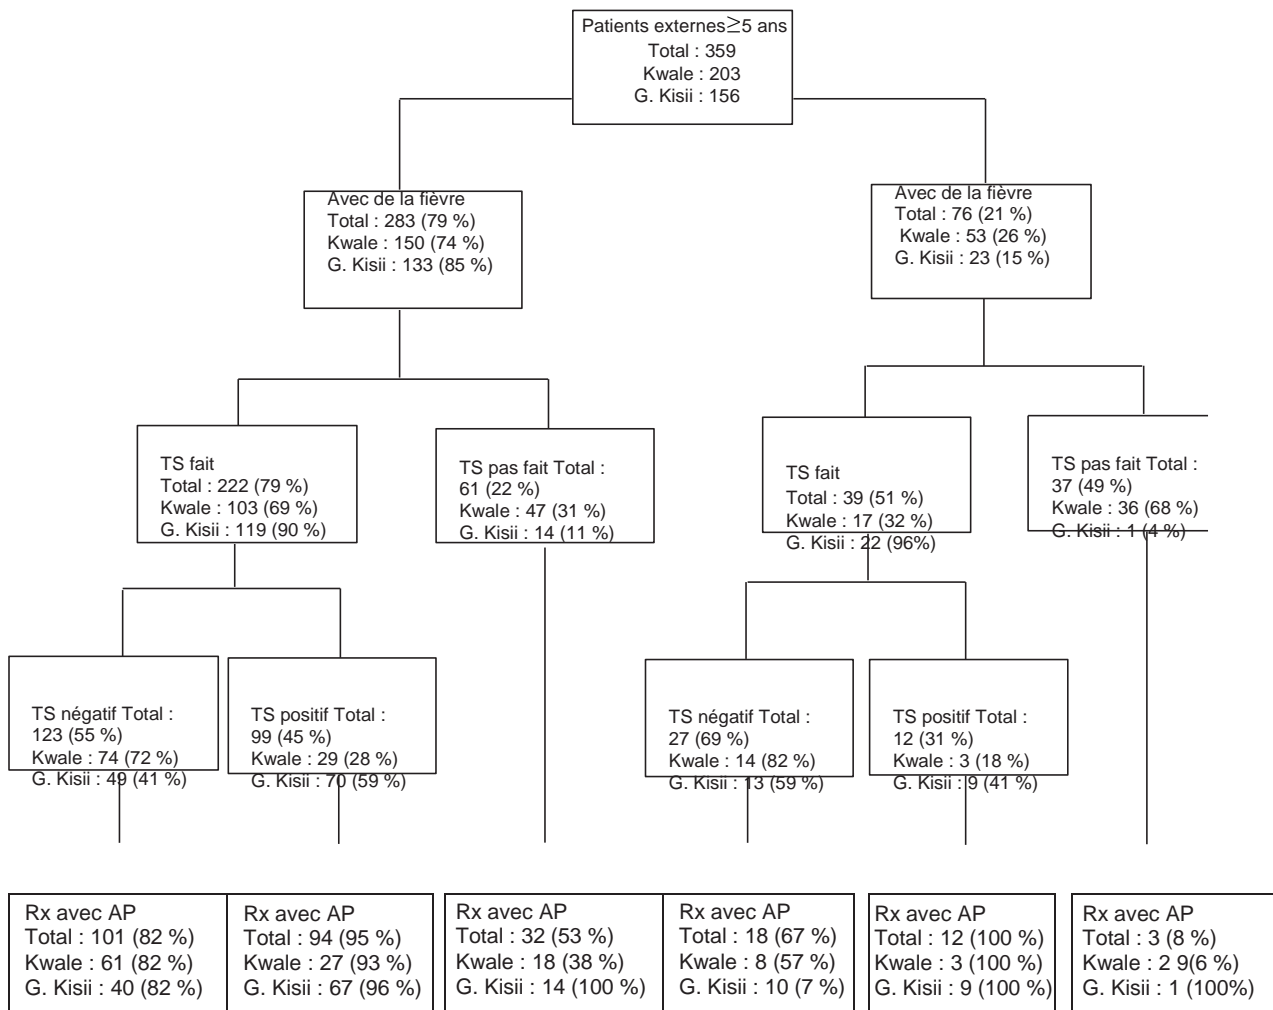 Patients externes≥5 ans
Total : 359
Kwale : 203
G. Kisii : 156
Avec de la fièvre
Total : 283 (79 %)
Kwale : 150 (74 %)
G. Kisii : 133 (85 %)
Avec de la fièvre
Total : 76 (21 %)
Kwale : 53 (26 %)
G. Kisii : 23 (15 %)
TS fait
Total : 222 (79 %)
Kwale : 103 (69 %)
G. Kisii : 119 (90 %)
TS pas fait Total :
61 (22 %)
Kwale : 47 (31 %)
G. Kisii : 14 (11 %)
TS fait
Total : 39 (51 %)
Kwale : 17 (32 %)
G. Kisii : 22 (96%)
TS pas fait Total :
37 (49 %)
Kwale : 36 (68 %)
G. Kisii : 1 (4 %)
TS négatif Total :
123 (55 %)
Kwale : 74 (72 %)
G. Kisii : 49 (41 %)
TS positif Total :
99 (45 %)
Kwale : 29 (28 %)
G. Kisii : 70 (59 %)
TS négatif Total :
27 (69 %)
Kwale : 14 (82 %)
G. Kisii : 13 (59 %)
TS positif Total :
12 (31 %)
Kwale : 3 (18 %)
G. Kisii : 9 (41 %)
Rx avec AP
Total : 101 (82 %)
Kwale : 61 (82 %)
G. Kisii : 40 (82 %)
Rx avec AP
Total : 94 (95 %)
Kwale : 27 (93 %)
G. Kisii : 67 (96 %)
Rx avec AP
Total : 32 (53 %)
Kwale : 18 (38 %)
G. Kisii : 14 (100 %)
Rx avec AP
Total : 18 (67 %)
Kwale : 8 (57 %)
G. Kisii : 10 (7 %)
Rx avec AP
Total : 12 (100 %)
Kwale : 3 (100 %)
G. Kisii : 9 (100 %)
Rx avec AP
Total : 3 (8 %)
Kwale : 2 9(6 %)
G. Kisii : 1 (100%)